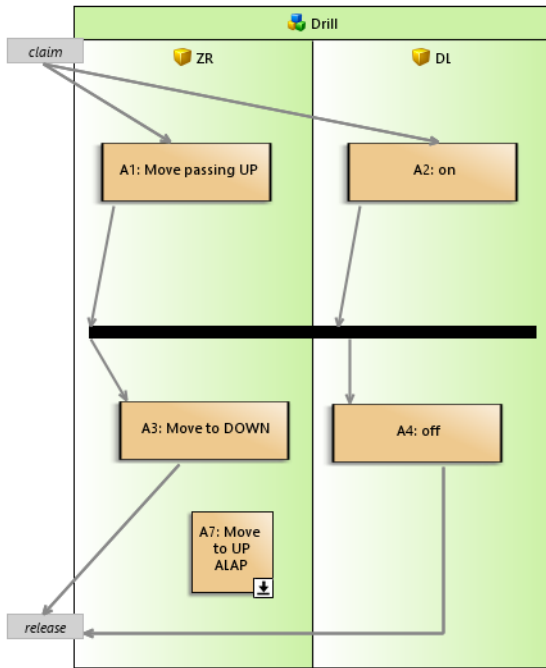 Drill
claim
ZR
DL
A1: Move passing UP
A2: on
A3: Move to DOWN
A4: off
A7: Move
to UP
ALAP
release